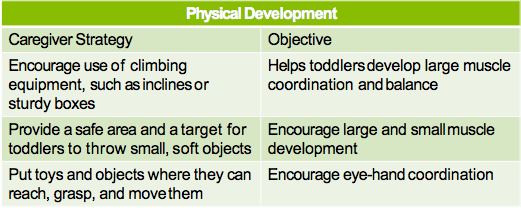 Physical Development
Caregiver Strategy
Objective
Encourage use of climbing
equipment, such as inclines or
sturdy boxes
Helps toddlers develop large muscle
coordination and balance
Provide a safe area and a target for
toddlers to throw small, soft objects
Encourage large and small muscle
development
Put toys and objects where they can
reach, grasp, and move them
Encourage eye-hand coordination